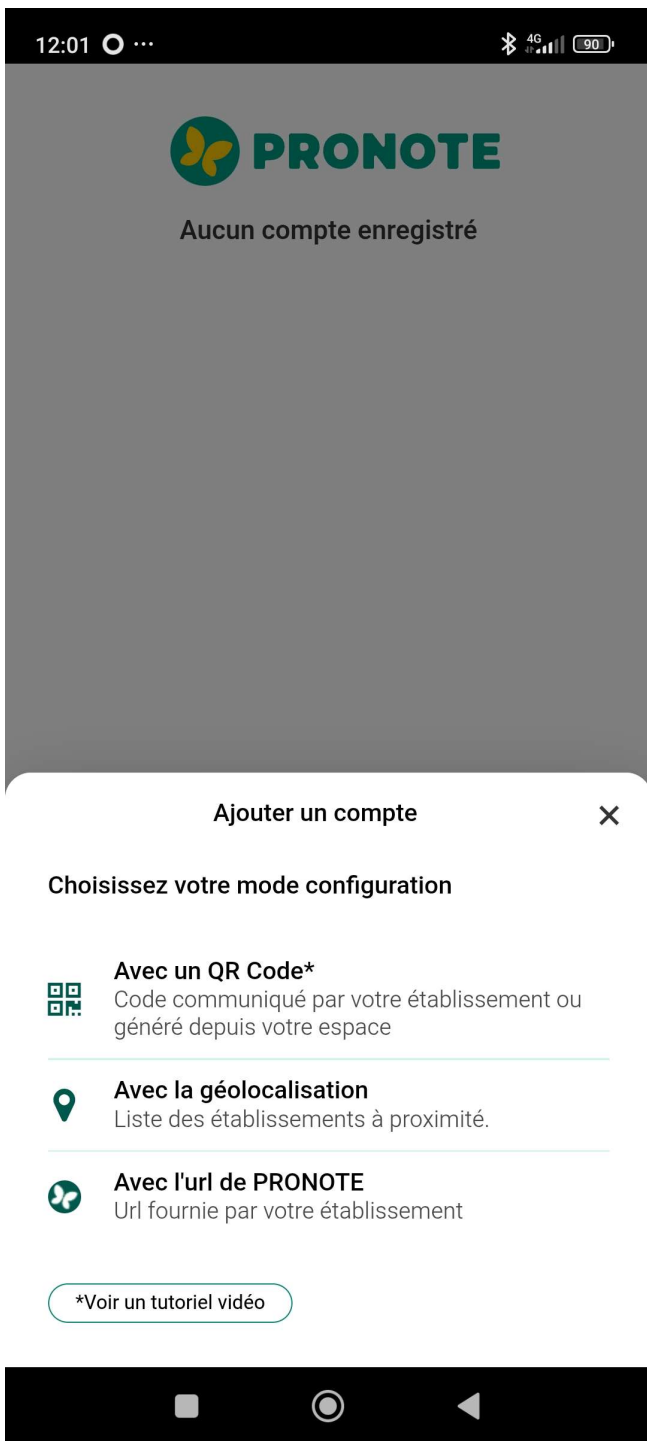 12:01
4G
90
PRONOTE
Aucun compte enregistré
Ajouter un compte
Choisissez votre mode configuration
Avec un QR Code*
Code communiqué par votre établissement ou
généré depuis votre espace
Avec la géolocalisation
Liste des établissements à proximité.
Avec l'url de PRONOTE
Url fournie par votre établissement
*Voir un tutoriel vidéo